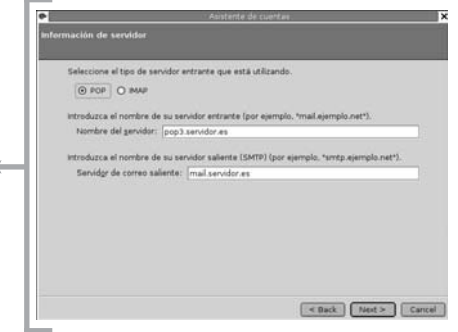 Asistente de cuentas
Información de servidor
Seleccione el tipo de servidor entrante que está utilizando.
POP IMAP
Introduzca el nombre de su servidor entrante (por ejemplo, "mail.ejemplo.net").
Nombre del servidor: pop3.servidor.es
Introduzca el nombre de su servidor saliente (SMTP) (por ejemplo, "smtp.ejemplo.net").
Servidor de correo saliente: mail.servidor.es
< Back Next > Cancel